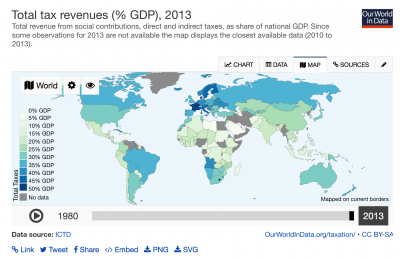 Total tax revenues (% GDP), 2013
Our World
in Data
Total revenue from social contributions, direct and indirect taxes, as share of national GDP. Since
some observations for 2013 are not available the map displays the closest available data (2010 to
2013).
CHART
DATA
MAP
SOURCES
World
0% GDP
5% GDP
10% GDP
15% GDP
20% GDP
25% GDP
30% GDP
35% GDP
40% GDP
45% GDP
50% GDP
No data
Total Taxes
Mapped on current borders
1980
2013
Data source: ICTD
OurWorldInData.org/taxation/ • CC BY-SA
Link
Tweet
Share
Embed
PNG
SVG